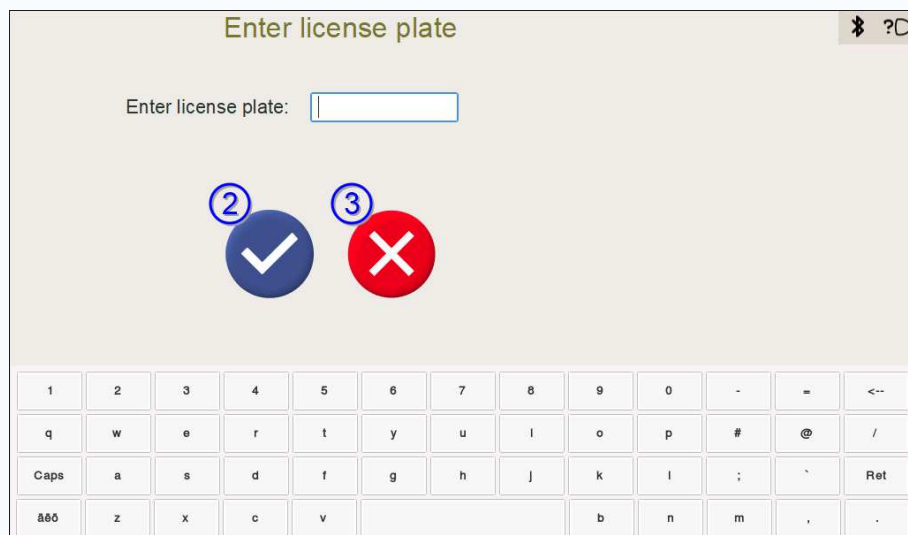 Enter license plate
?
Enter license plate:
2 3
1 2 3 4 5 6 7 8 9 0 - = <--
q w e r t y u I o p # @ /
Caps a s d f g h J k l ; ` Ret
āēō z x c v b n m , .